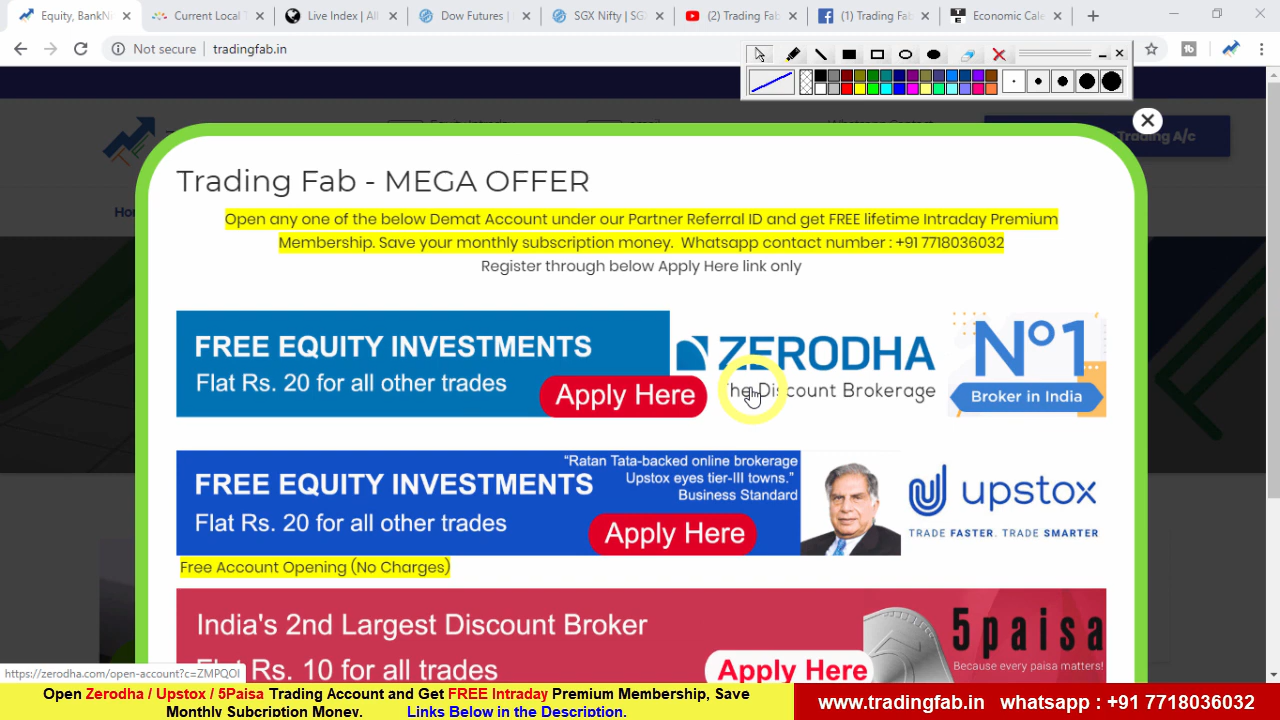 Equity, BankN
Current Local T
Live Index | All
Dow Futures |
SGX Nifty | SG
(2) Trading Fab
(1) Trading Fab
Economic Cale
Not secure
tradingfab.in
Trading A/c
Trading Fab - MEGA OFFER
Open any one of the below Demat Account under our Partner Referral ID and get FREE lifetime Intraday Premium
Membership. Save your monthly subscription money. Whatsapp contact number : +91 7718036032
Register through below Apply Here link only
FREE EQUITY INVESTMENTS
Flat Rs. 20 for all other trades
Apply Here
ZERODHA
The Discount Brokerage
Nº1
Broker in India
FREE EQUITY INVESTMENTS
Flat Rs. 20 for all other trades
“Ratan Tata-backed online brokerage
Upstox eyes tier-III towns.”
Business Standard
Apply Here
upstox
TRADE FASTER. TRADE SMARTER
Free Account Opening (No Charges)
India's 2nd Largest Discount Broker
Flat Rs. 10 for all trades
Apply Here
5paisa
Because every paisa matters!
https://zerodha.com/open-account?c=ZMPQOI
Open Zerodha / Upstox / 5Paisa Trading Account and Get FREE Intraday Premium Membership, Save
Monthly Subcription Money. Links Below in the Description.
www.tradingfab.in whatsapp : +91 7718036032